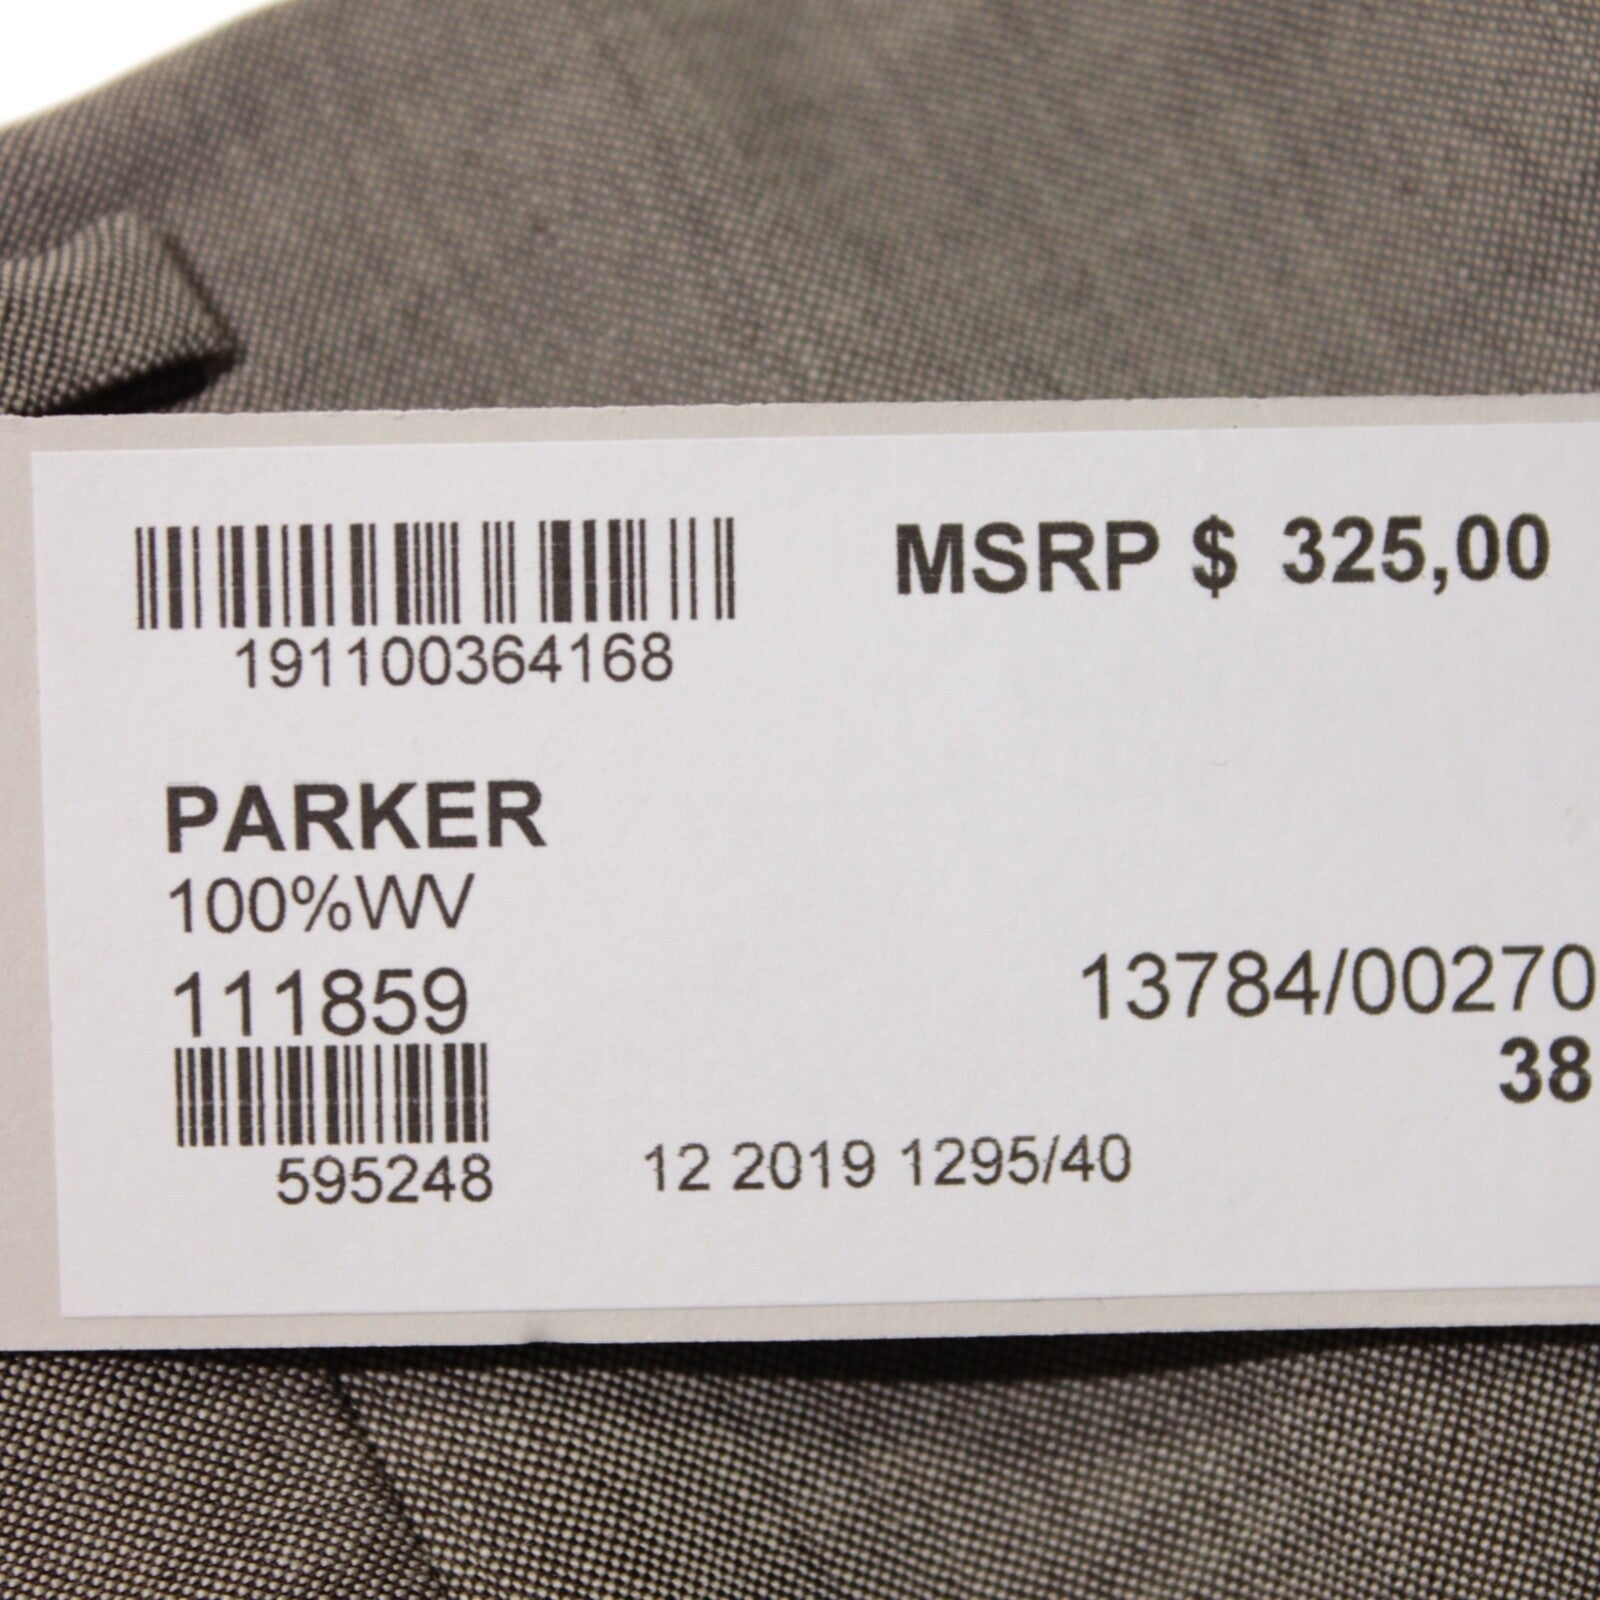 MSRP $ 325,00
191100364168
PARKER
100%WV
111859
13784/00270
38
595248
12 2019 1295/40